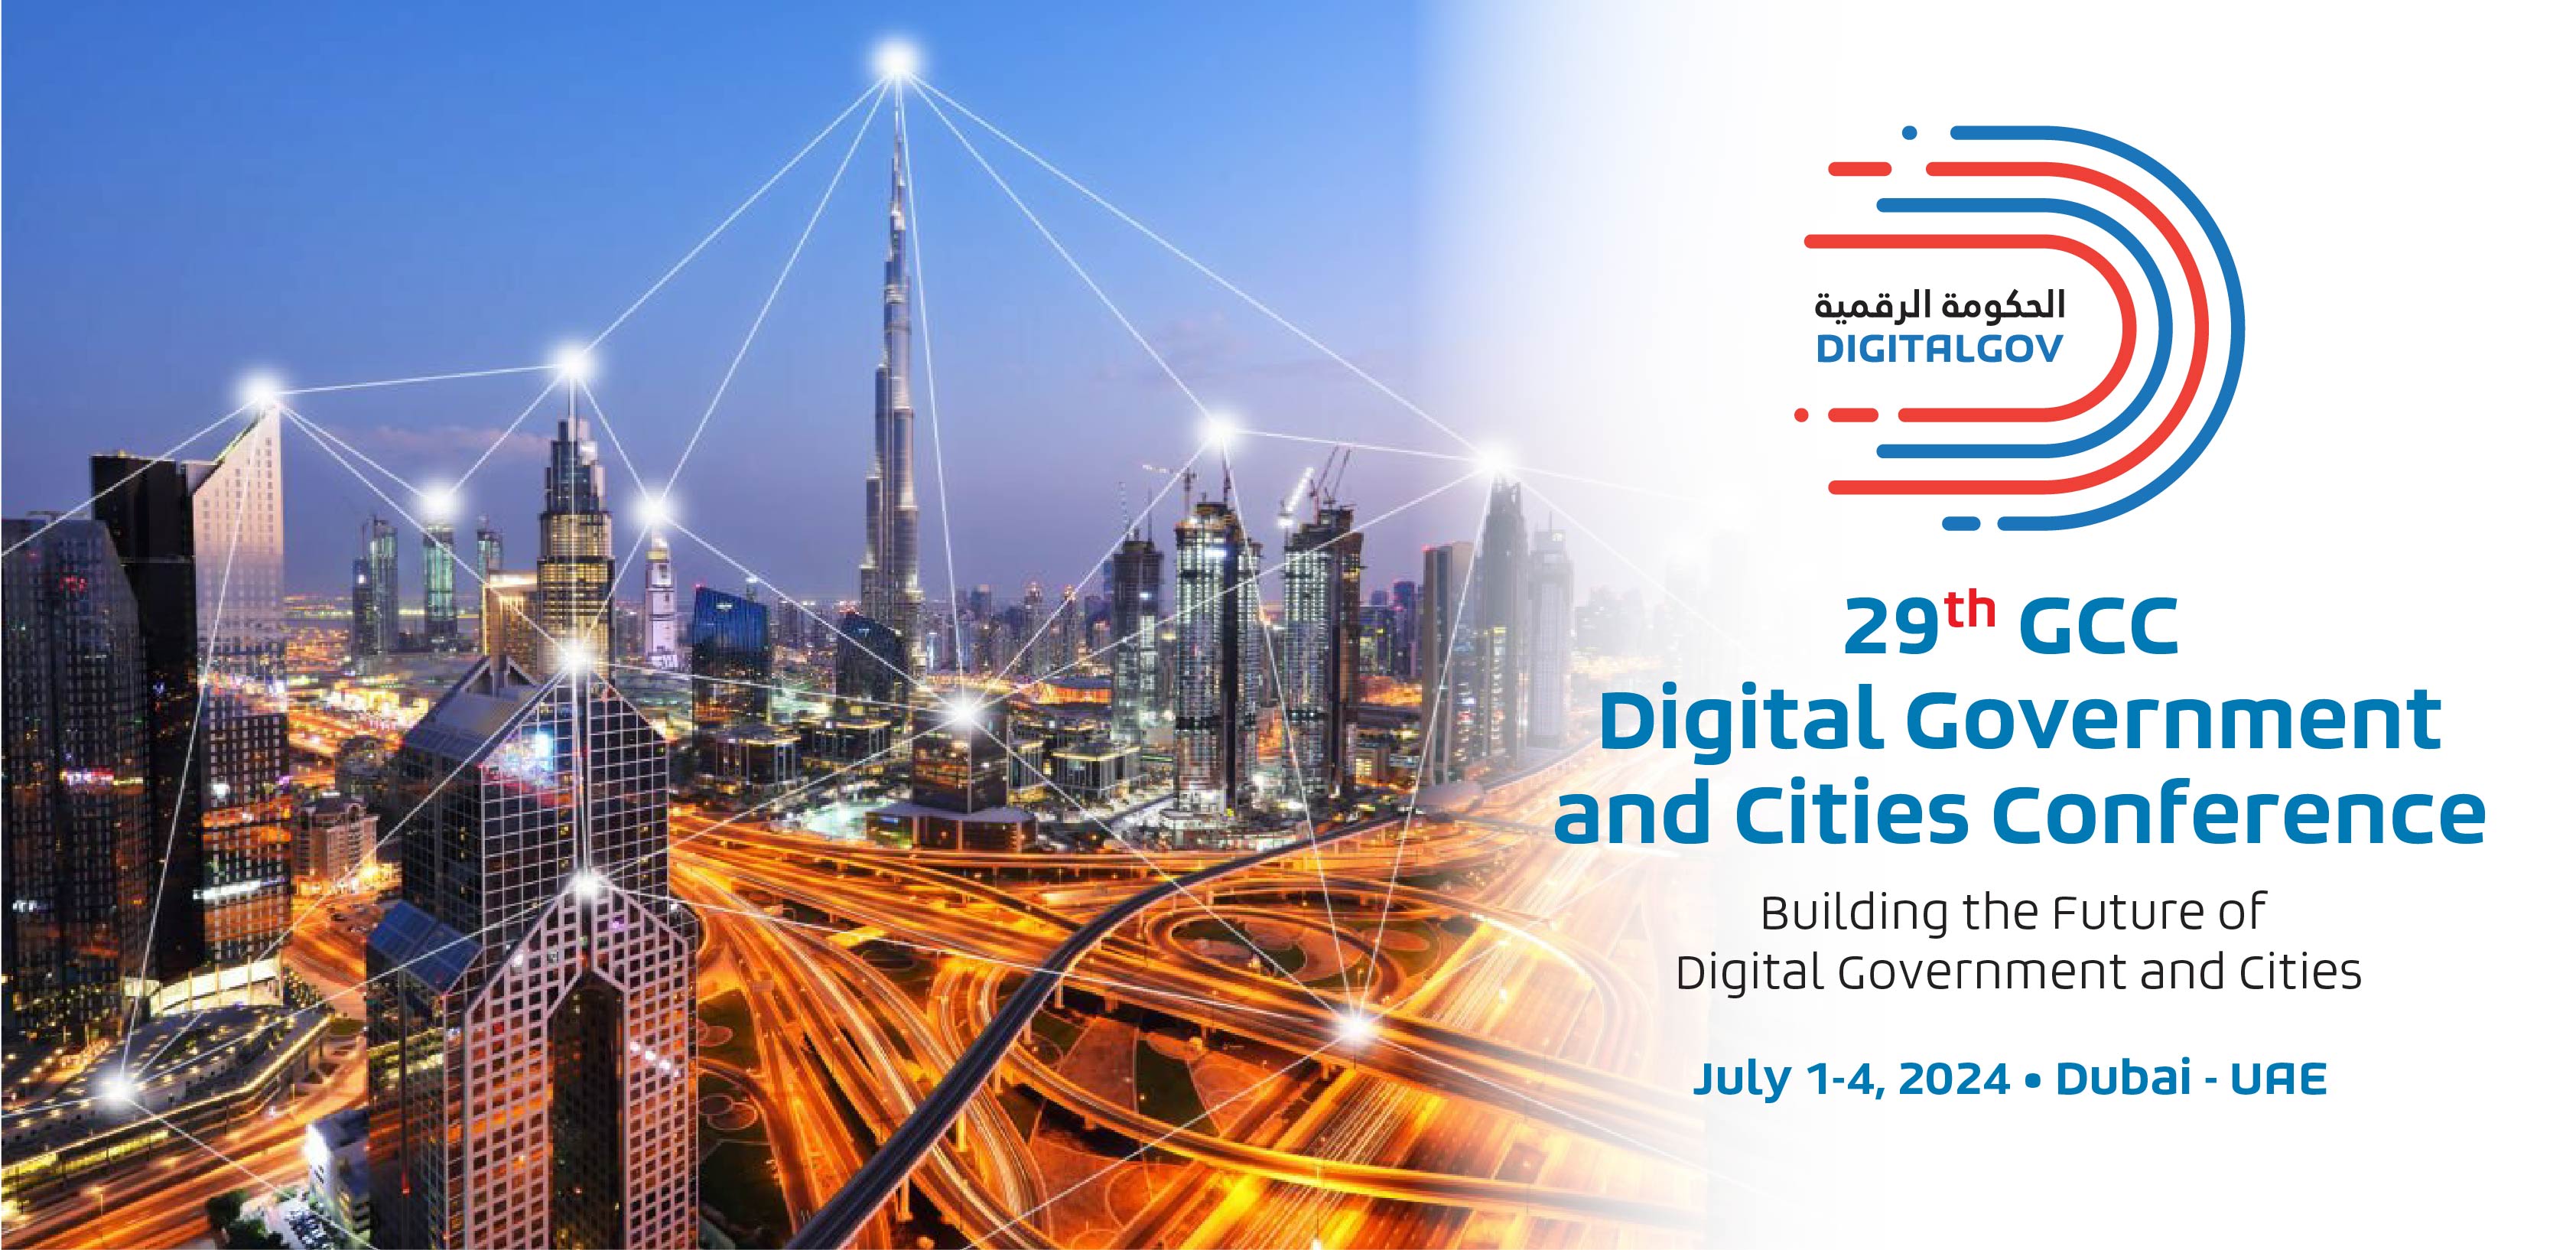 الحكومة الرقمية
DIGITALGOV
29th GCC
Digital Government
and Cities Conference
Building the Future of
Digital Government and Cities
July 1-4, 2024 • Dubai - UAE